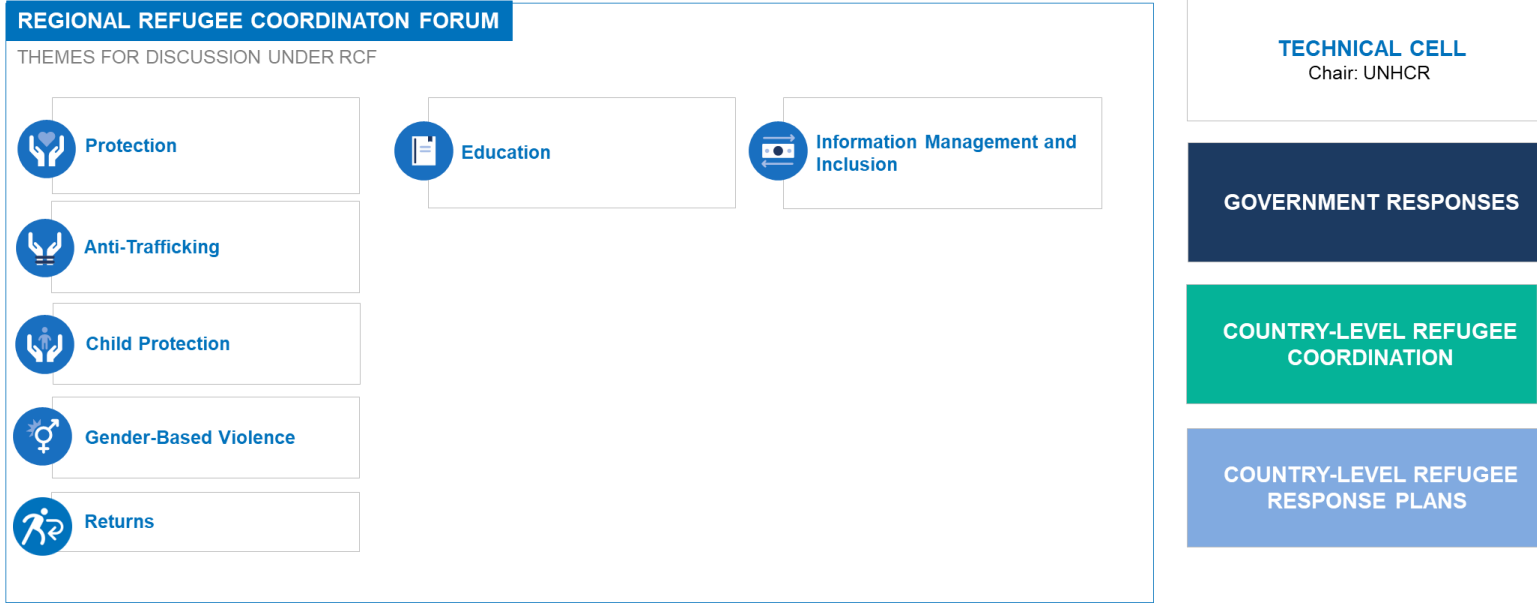 REGIONAL REFUGEE COORDINATON FORUM
THEMES FOR DISCUSSION UNDER RCF
Protection
Anti-Trafficking
Child Protection
Gender-Based Violence
Returns
Education
Information Management and
Inclusion
TECHNICAL CELL
Chair: UNHCR
GOVERNMENT RESPONSES
COUNTRY-LEVEL REFUGEE
COORDINATION
COUNTRY-LEVEL REFUGEE
RESPONSE PLANS